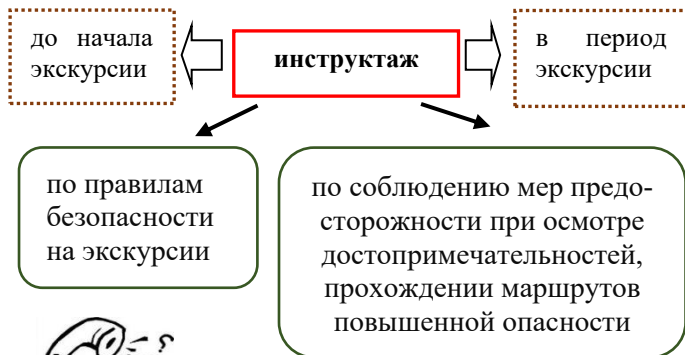 до начала
экскурсии
инструктаж
в период
экскурсии
по правилам
безопасности
на экскурсии
по соблюдению мер предо-
сторожности при осмотре
достопримечательностей,
прохождении маршрутов
повышенной опасности
?